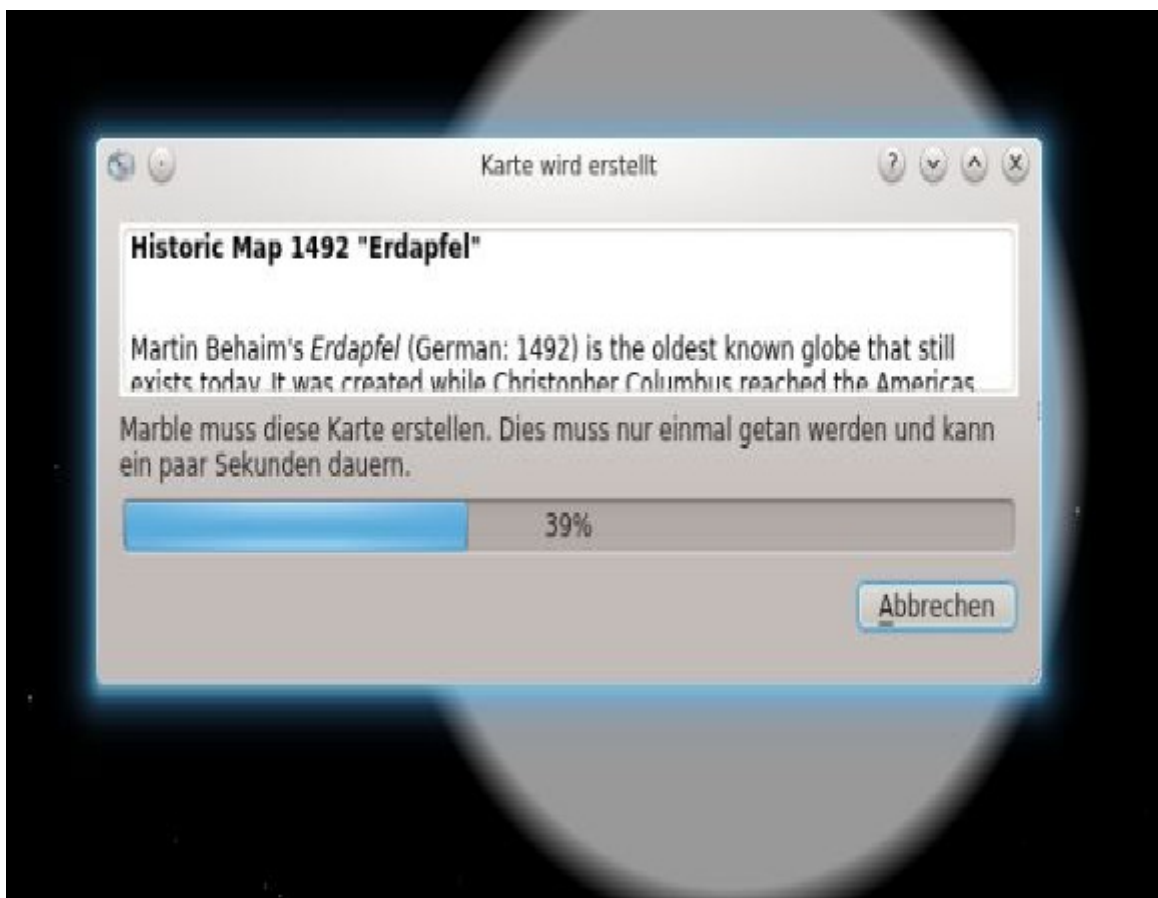 Karte wird erstellt
Historic Map 1492 "Erdapfel"
Martin Behaim's Erdapfel (German: 1492) is the oldest known globe that still
exists today. It was created while Christopher Columbus reached the Americas
Marble muss diese Karte erstellen. Dies muss nur einmal getan werden und kann
ein paar Sekunden dauern.
39%
Abbrechen